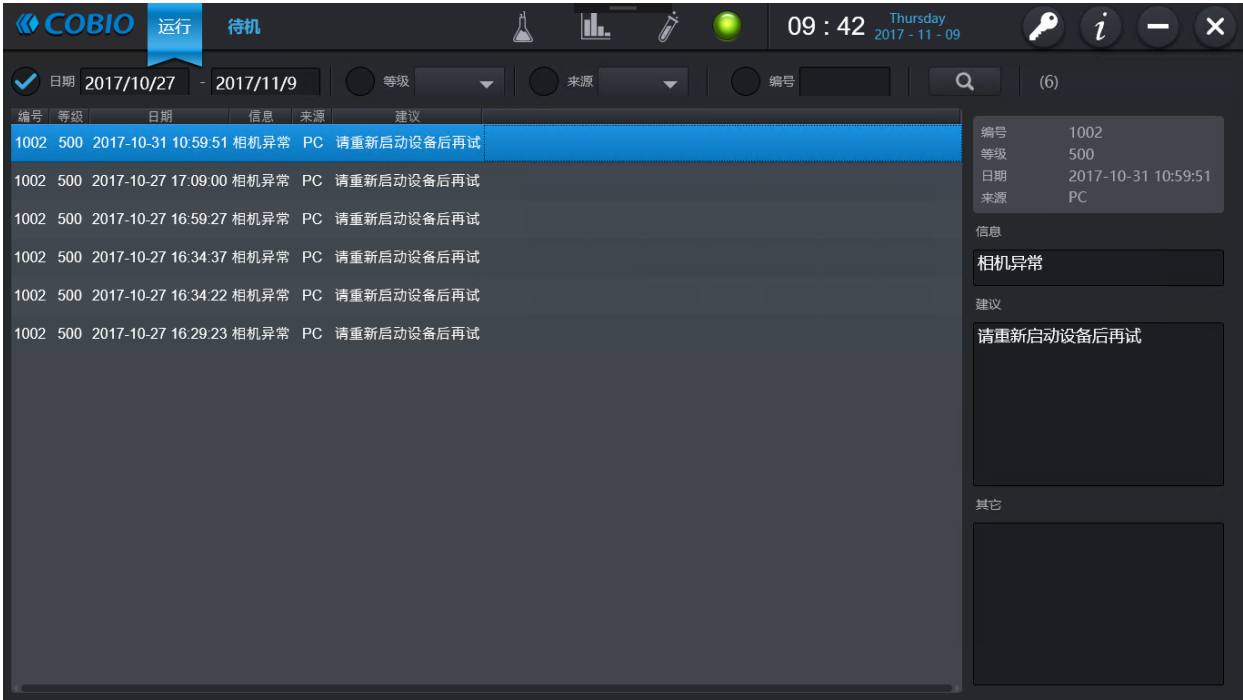 COBIO 运行 待机 09 : 42 Thursday
2017 - 11 - 09
日期 2017/10/27 - 2017/11/9 等级 来源 编号 (6)
编号 等级 日期 信息 来源 建议
1002 500 2017-10-31 10:59:51 相机异常 PC 请重新启动设备后再试
1002 500 2017-10-27 17:09:00 相机异常 PC 请重新启动设备后再试
1002 500 2017-10-27 16:59:27 相机异常 PC 请重新启动设备后再试
1002 500 2017-10-27 16:34:37 相机异常 PC 请重新启动设备后再试
1002 500 2017-10-27 16:34:22 相机异常 PC 请重新启动设备后再试
1002 500 2017-10-27 16:29:23 相机异常 PC 请重新启动设备后再试
编号 1002
等级 500
日期 2017-10-31 10:59:51
来源 PC
信息
相机异常
建议
请重新启动设备后再试
其它